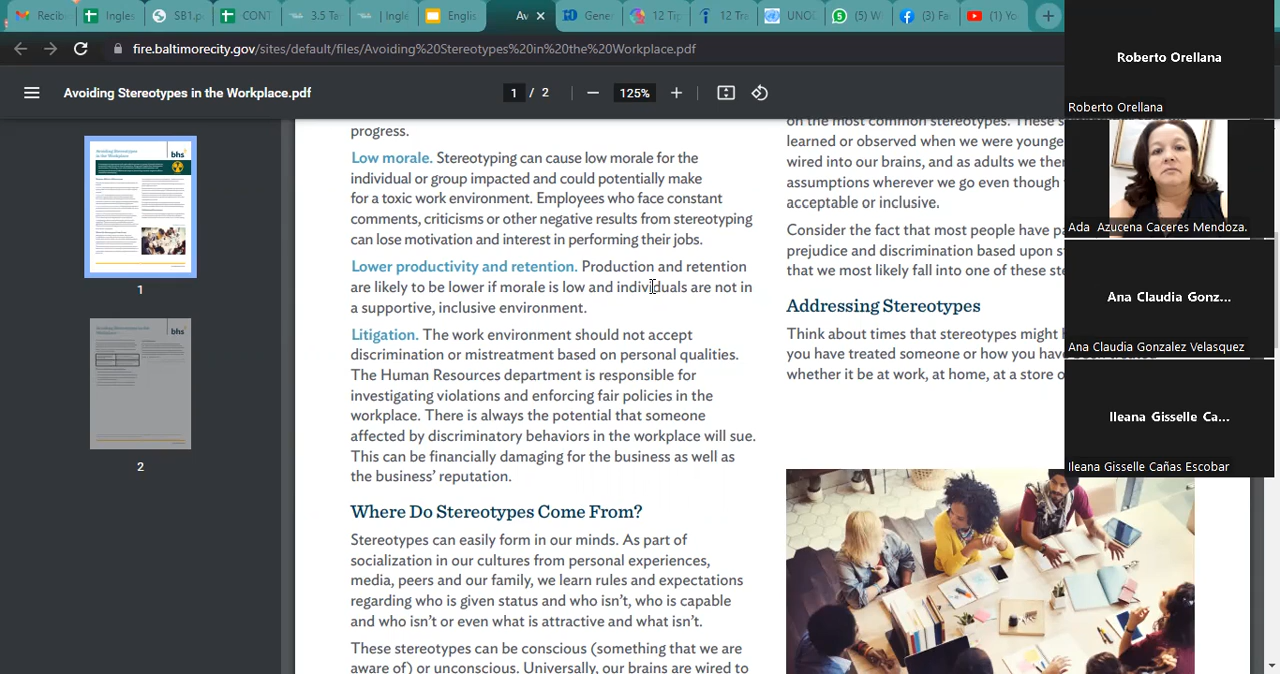 Recib
Ingles
SB1.p
CONT
3.5 Ta
Ingle
Englis
Av
Gener
12 Tip
12 Tra
UNO
(5) W
(3) Fa
(1) Yo
fire.baltimorecity.gov/sites/default/files/Avoiding%20Stereotypes%20in%20the%20Workplace.pdf
Avoiding Stereotypes in the Workplace.pdf
1 / 2
125%
Avoiding Stereotypes
in the Workplace
bhs
1
bhs
2
progress.
Low morale. Stereotyping can cause low morale for the
individual or group impacted and could potentially make
for a toxic work environment. Employees who face constant
comments, criticisms or other negative results from stereotyping
can lose motivation and interest in performing their jobs.
Lower productivity and retention. Production and retention
are likely to be lower if morale is low and individuals are not in
a supportive, inclusive environment.
Litigation. The work environment should not accept
discrimination or mistreatment based on personal qualities.
The Human Resources department is responsible for
investigating violations and enforcing fair policies in the
workplace. There is always the potential that someone
affected by discriminatory behaviors in the workplace will sue.
This can be financially damaging for the business as well as
the business’ reputation.
Where Do Stereotypes Come From?
Stereotypes can easily form in our minds. As part of
socialization in our cultures from personal experiences,
media, peers and our family, we learn rules and expectations
regarding who is given status and who isn’t, who is capable
and who isn’t or even what is attractive and what isn’t.
These stereotypes can be conscious (something that we are
aware of) or unconscious. Universally, our brains are wired to
on the most common stereotypes. These s
learned or observed when we were younge
wired into our brains, and as adults we then
assumptions wherever we go even though
acceptable or inclusive.
Consider the fact that most people have pa
prejudice and discrimination based upon s
that we most likely fall into one of these ste
Addressing Stereotypes
Think about times that stereotypes might
you have treated someone or how you have
whether it be at work, at home, at a store o
Roberto Orellana
Roberto Orellana
Ada Azucena Caceres Mendoza.
Ana Claudia Gonz...
Ana Claudia Gonzalez Velasquez
Ileana Gisselle Ca...
Ileana Gisselle Cañas Escobar